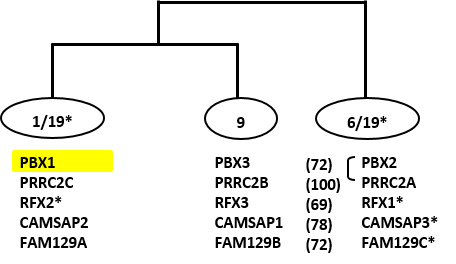 1/19* 9 6/19*
PBX1 PBX3 (72) PBX2
PRRC2C PRRC2B (100) PRRC2A
RFX2* RFX3 (69) RFX1*
CAMSAP2 CAMSAP1 (78) CAMSAP3*
FAM129A FAM129B (72) FAM129C*